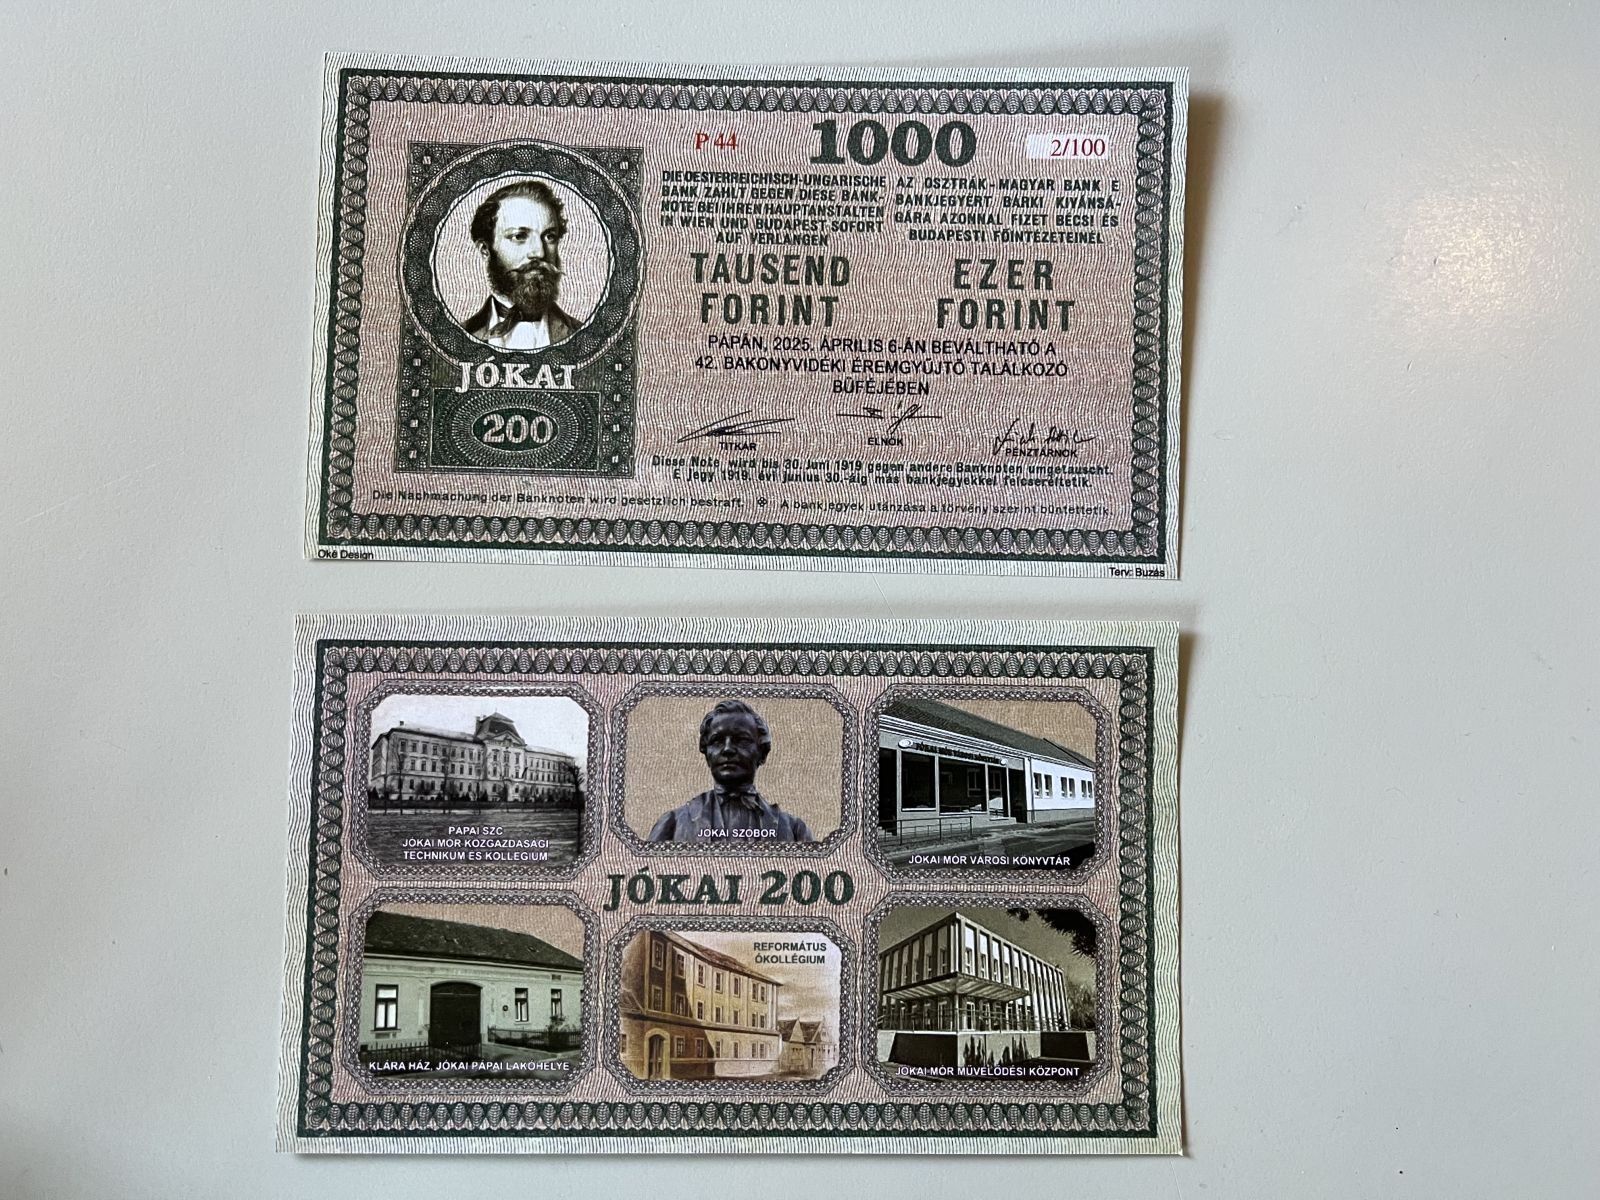 P 44
1000
2/100
DIE OESTERREICHISCH-UNGARISCHE
BANK ZAHLT GEGEN DIESE BANK-
NOTE BEI IHREN HAUPTANSTALTEN
IN WIEN UND BUDAPEST SOFORT
AUF VERLANGEN
AZ OSZTRÁK-MAGYAR BANK E
BANKJEGYÉRT BÁRKI KIVÁNSÁ-
GÁRA AZONNAL FIZET BÉCSI ÉS
BUDAPESTI FŐINTÉZETEINÉL
TAUSEND
FORINT
EZER
FORINT
PÁPÁN, 2025. ÁPRILIS 6-ÁN BEVÁLTHATÓ A
42. BAKONYVIDÉKI ÉREMGYŰJTŐ TALÁLKOZÓ
BÜFÉJÉBEN
JÓKAI
200
TITKÁR
ELNÖK
PÉNZTÁRNOK
Diese Note wird bis 30. Juni 1919 gegen andere Banknoten umgetauscht.
E jegy 1919. évi junius 30.-áig más bankjegyekkel felcseréltetik.
Die Nachmachung der Banknoten wird gesetzlich bestraft. A bankjegyek utánzása a törvény szerint büntettetik.
Oké Design
Terv: Buzás
PÁPAI SZC
JÓKAI MÓR KÖZGAZDASÁGI
TECHNIKUM ÉS KOLLÉGIUM
JÓKAI SZOBOR
JÓKAI MÓR VÁROSI KÖNYVTÁR
JÓKAI MÓR VÁROSI KÖNYVTÁR
JÓKAI 200
KLÁRA HÁZ, JÓKAI PÁPAI LAKÓHELYE
REFORMÁTUS
ÓKOLLÉGIUM
JÓKAI MÓR MŰVELŐDÉSI KÖZPONT